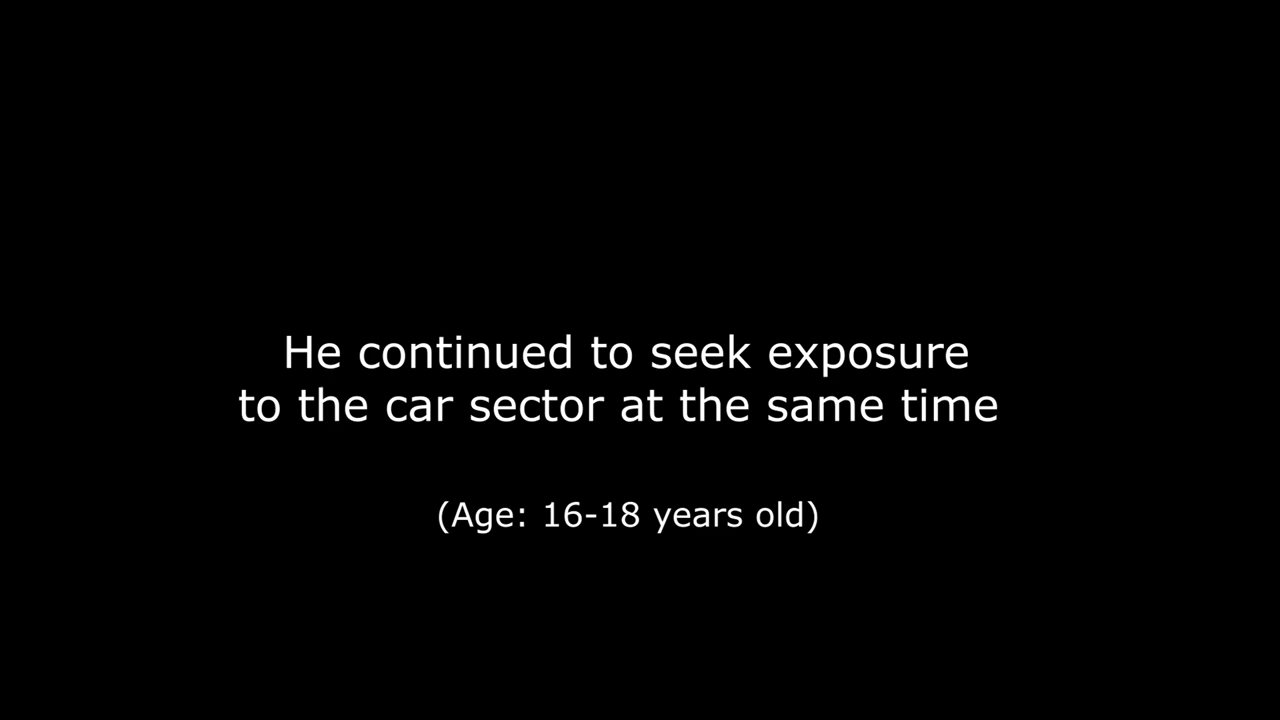 He continued to seek exposure
to the car sector at the same time
(Age: 16-18 years old)